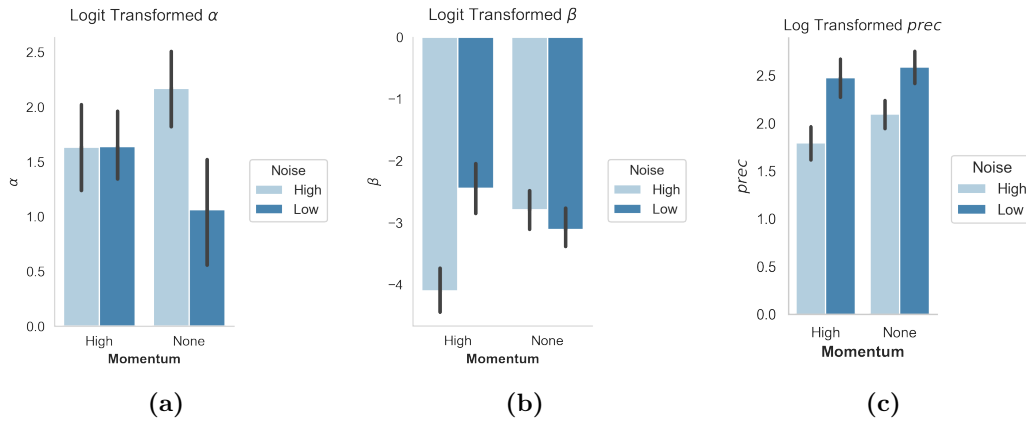 Logit Transformed α
2.5
2.0
1.5
1.0
0.5
0.0
α
High
None
Momentum
Noise
High
Low
(a)
Logit Transformed β
0
−1
−2
−3
−4
β
High
None
Momentum
Noise
High
Low
(b)
Log Transformed prec
2.5
2.0
1.5
1.0
0.5
0.0
prec
High
None
Momentum
Noise
High
Low
(c)